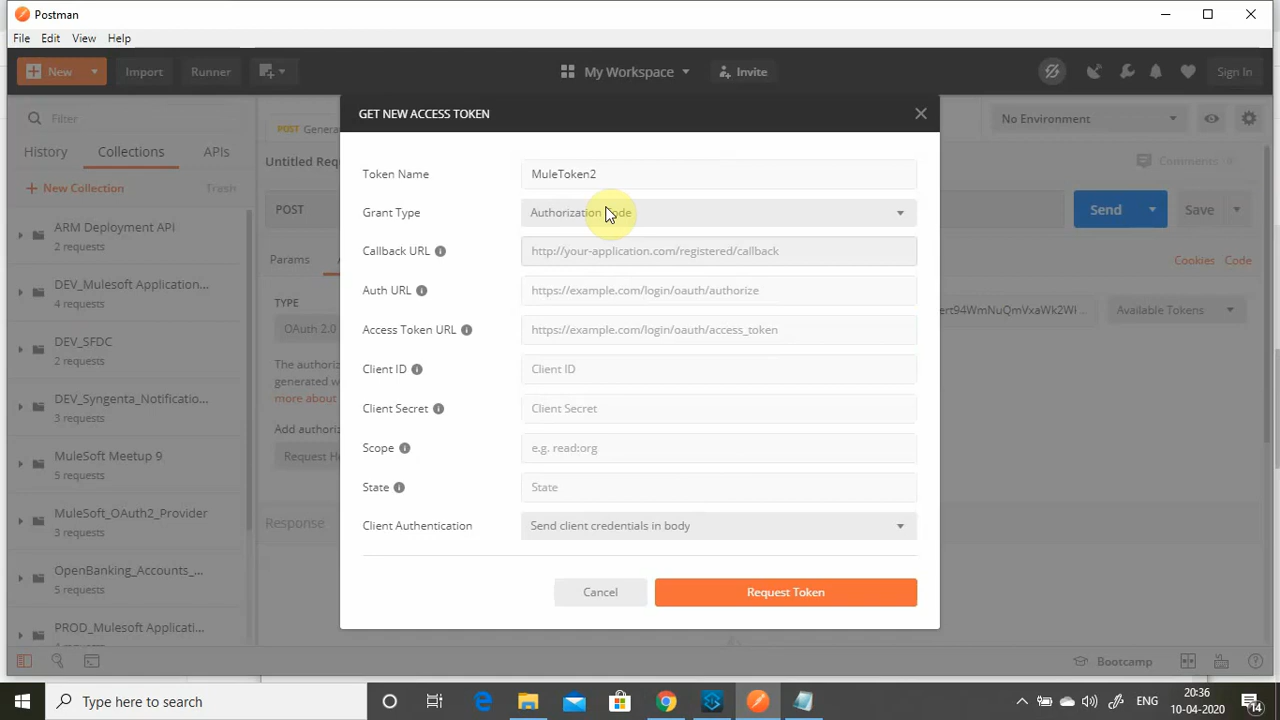 Postman
File Edit View Help
New Import Runner My Workspace Invite Sign In
Filter
History Collections APIs
New Collection Trash
ARM Deployment API
2 requests
DEV_Mulesoft Application...
4 requests
DEV_SFDC
2 requests
DEV_Syngenta_Notificatio...
3 requests
MuleSoft Meetup 9
5 requests
MuleSoft_OAuth2_Provider
3 requests
OpenBanking_Accounts_...
5 requests
PROD_Mulesoft Applicati...
POST Genera
No Environment
Untitled Requ
Comments
POST
Send Save
Params
Cookies Code
TYPE
OAuth 2.0
Available Tokens
The authoriz
generated w
more about
Add authoriz
Request He
Response
GET NEW ACCESS TOKEN
Token Name MuleToken2
Grant Type Authorization Code
Callback URL http://your-application.com/registered/callback
Auth URL https://example.com/login/oauth/authorize
Access Token URL https://example.com/login/oauth/access_token
Client ID Client ID
Client Secret Client Secret
Scope e.g. read:org
State State
Client Authentication Send client credentials in body
Cancel Request Token
Bootcamp
Type here to search
ENG
20:36
10-04-2020
14